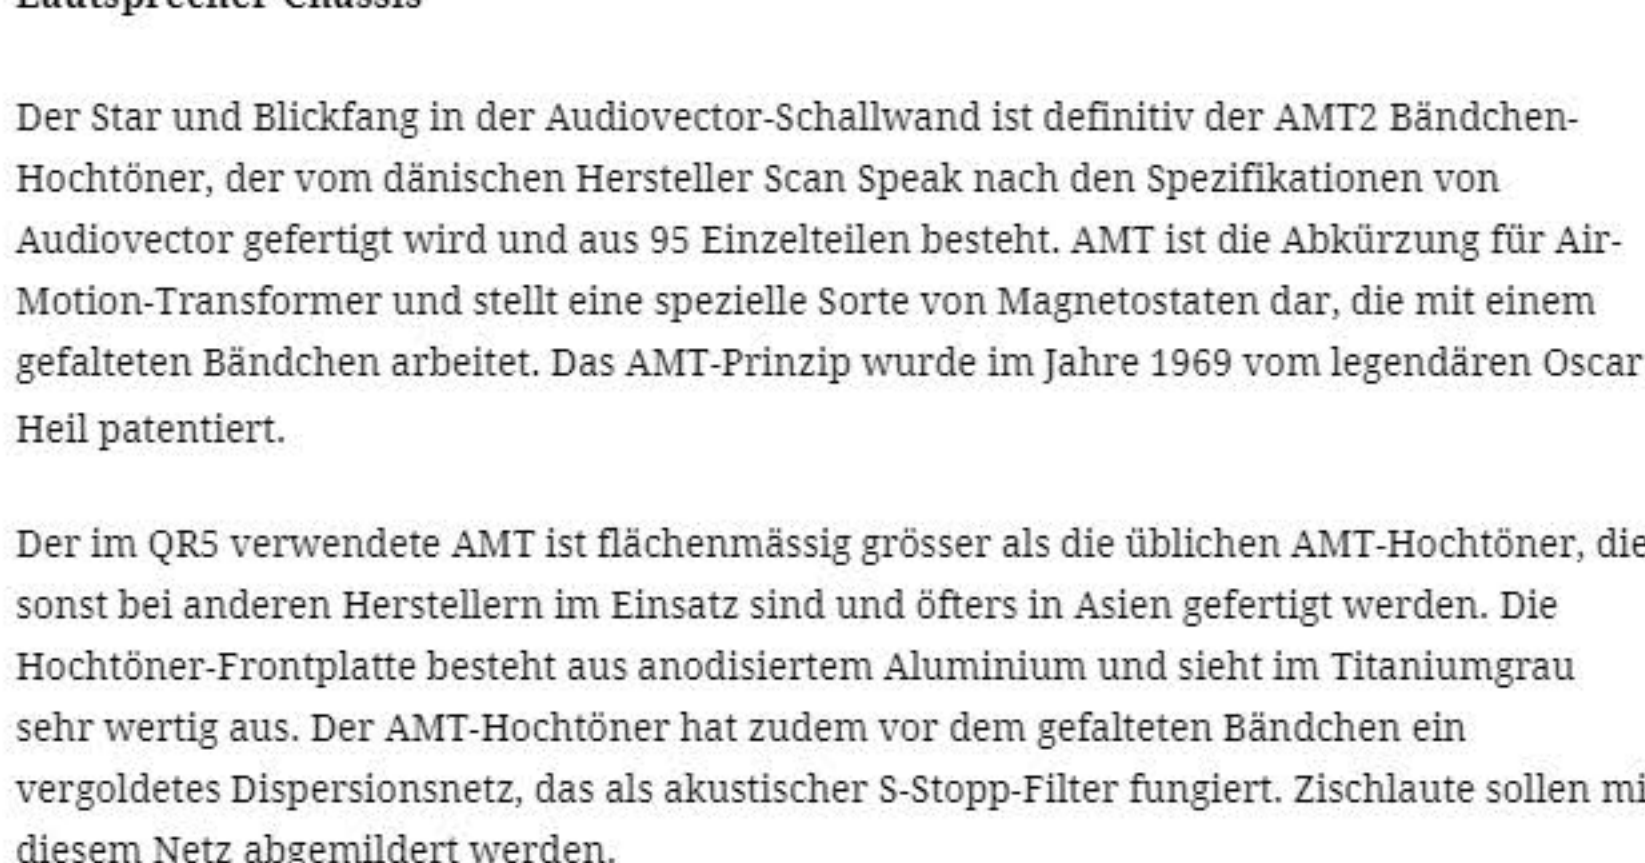 Lautsprecher-Chassis
Der Star und Blickfang in der Audiovector-Schallwand ist definitiv der AMT2 Bändchen-
Hochtöner, der vom dänischen Hersteller Scan Speak nach den Spezifikationen von
Audiovector gefertigt wird und aus 95 Einzelteilen besteht. AMT ist die Abkürzung für Air-
Motion-Transformer und stellt eine spezielle Sorte von Magnetostaten dar, die mit einem
gefalteten Bändchen arbeitet. Das AMT-Prinzip wurde im Jahre 1969 vom legendären Oscar
Heil patentiert.
Der im QR5 verwendete AMT ist flächenmässig grösser als die üblichen AMT-Hochtöner, die
sonst bei anderen Herstellern im Einsatz sind und öfters in Asien gefertigt werden. Die
Hochtöner-Frontplatte besteht aus anodisiertem Aluminium und sieht im Titaniumgrau
sehr wertig aus. Der AMT-Hochtöner hat zudem vor dem gefalteten Bändchen ein
vergoldetes Dispersionsnetz, das als akustischer S-Stopp-Filter fungiert. Zischlaute sollen mi
diesem Netz abgemildert werden.